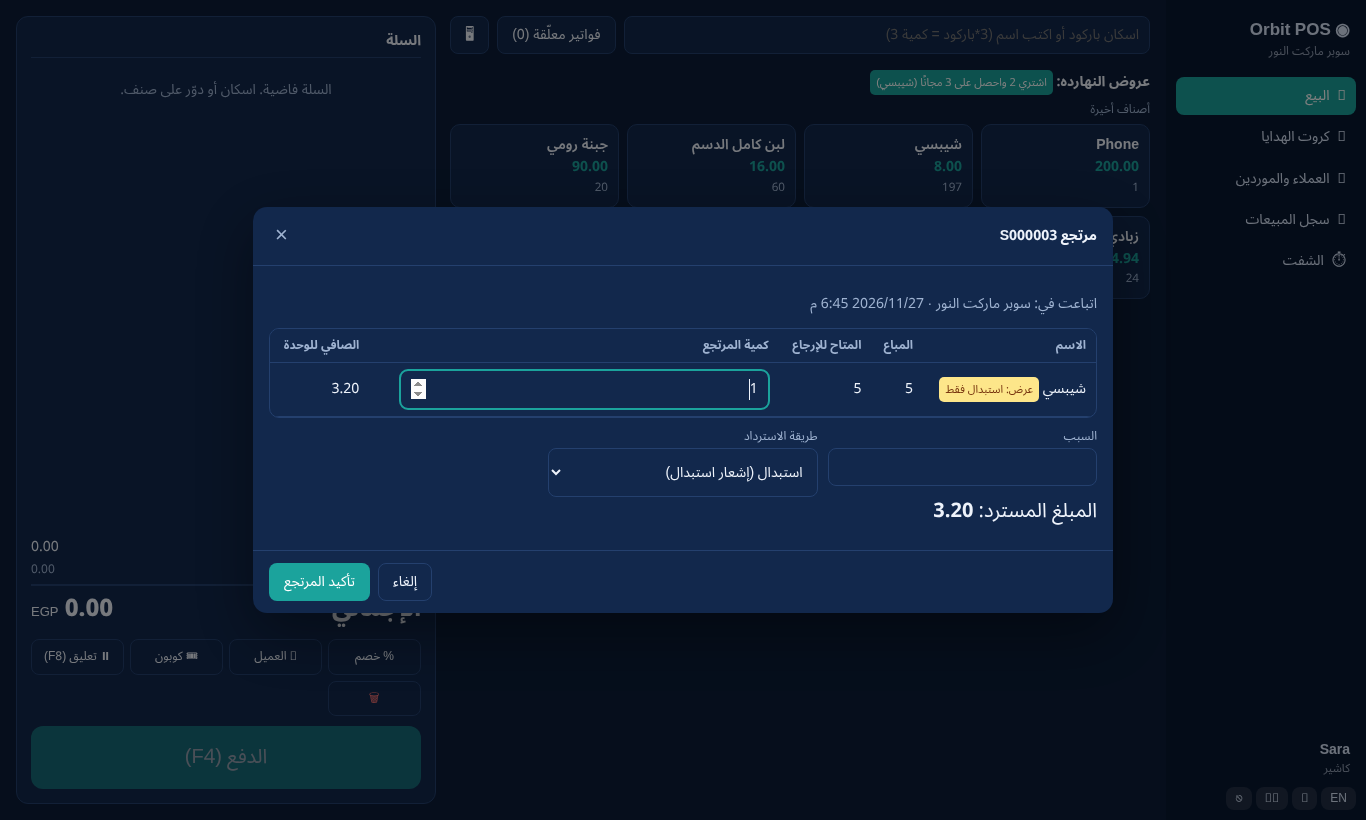 ◉ Orbit POS
سوبر ماركت النور
البيع
كروت الهدايا
العملاء والموردين
سجل المبيعات
⏱ الشفت
Sara
كاشير
EN
اسكان باركود أو اكتب اسم (3*باركود = كمية 3)
فواتير معلّقة (0)
عروض النهارده: اشتري 2 واحصل على 3 مجانًا (شيبسي)
أصناف أخيرة
Phone
200.00
1
شيبسي
8.00
197
لبن كامل الدسم
16.00
60
جبنة رومي
90.00
20
زبادي
4.94
24
السلة
السلة فاضية. اسكان أو دوّر على صنف.
مرتجع S000003
×
اتباعت في: سوبر ماركت النور · 2026/11/27 6:45 م
الاسم المباع المتاح للإرجاع كمية المرتجع الصافي للوحدة
شيبسي عرض: استبدال فقط 5 5 1 3.20
السبب
طريقة الاسترداد
استبدال (إشعار استبدال)
المبلغ المسترد: 3.20
إلغاء
تأكيد المرتجع
0.00
0.00
الإجمالي 0.00 EGP
% خصم
العميل
كوبون
⏸ تعليق (F8)
الدفع (F4)